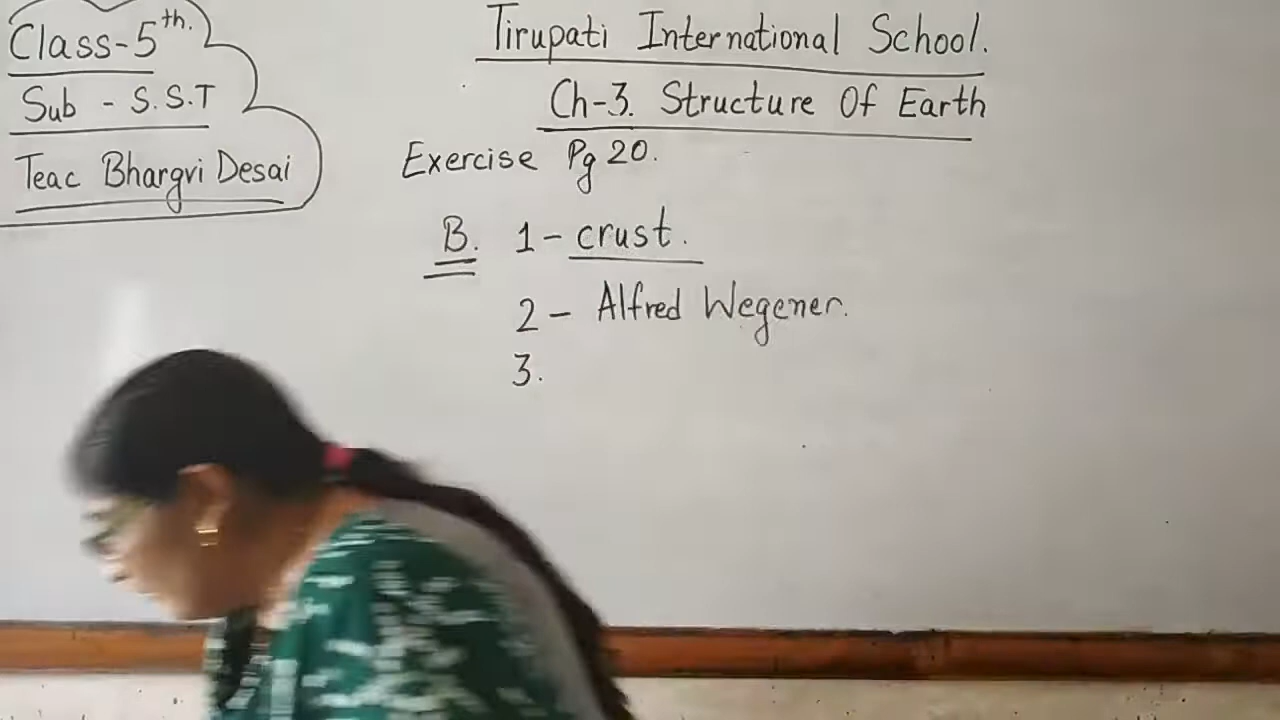 Class-5th.
Sub - S.S.T
Teac Bhargvi Desai
Tirupati International School.
Ch-3. Structure Of Earth
Exercise Pg 20.
B. 1- crust.
2- Alfred Wegener.
3.